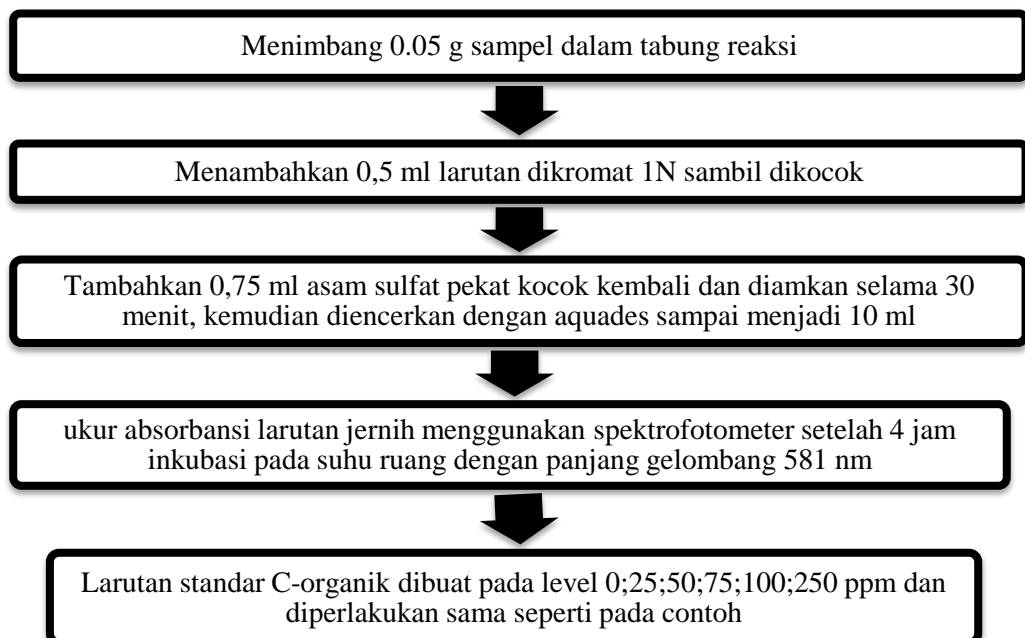 Menimbang 0.05 g sampel dalam tabung reaksi
Menambahkan 0,5 ml larutan dikromat 1N sambil dikocok
Tambahkan 0,75 ml asam sulfat pekat kocok kembali dan diamkan selama 30
menit, kemudian diencerkan dengan aquades sampai menjadi 10 ml
ukur absorbansi larutan jernih menggunakan spektrofotometer setelah 4 jam
inkubasi pada suhu ruang dengan panjang gelombang 581 nm
Larutan standar C-organik dibuat pada level 0;25;50;75;100;250 ppm dan
diperlakukan sama seperti pada contoh